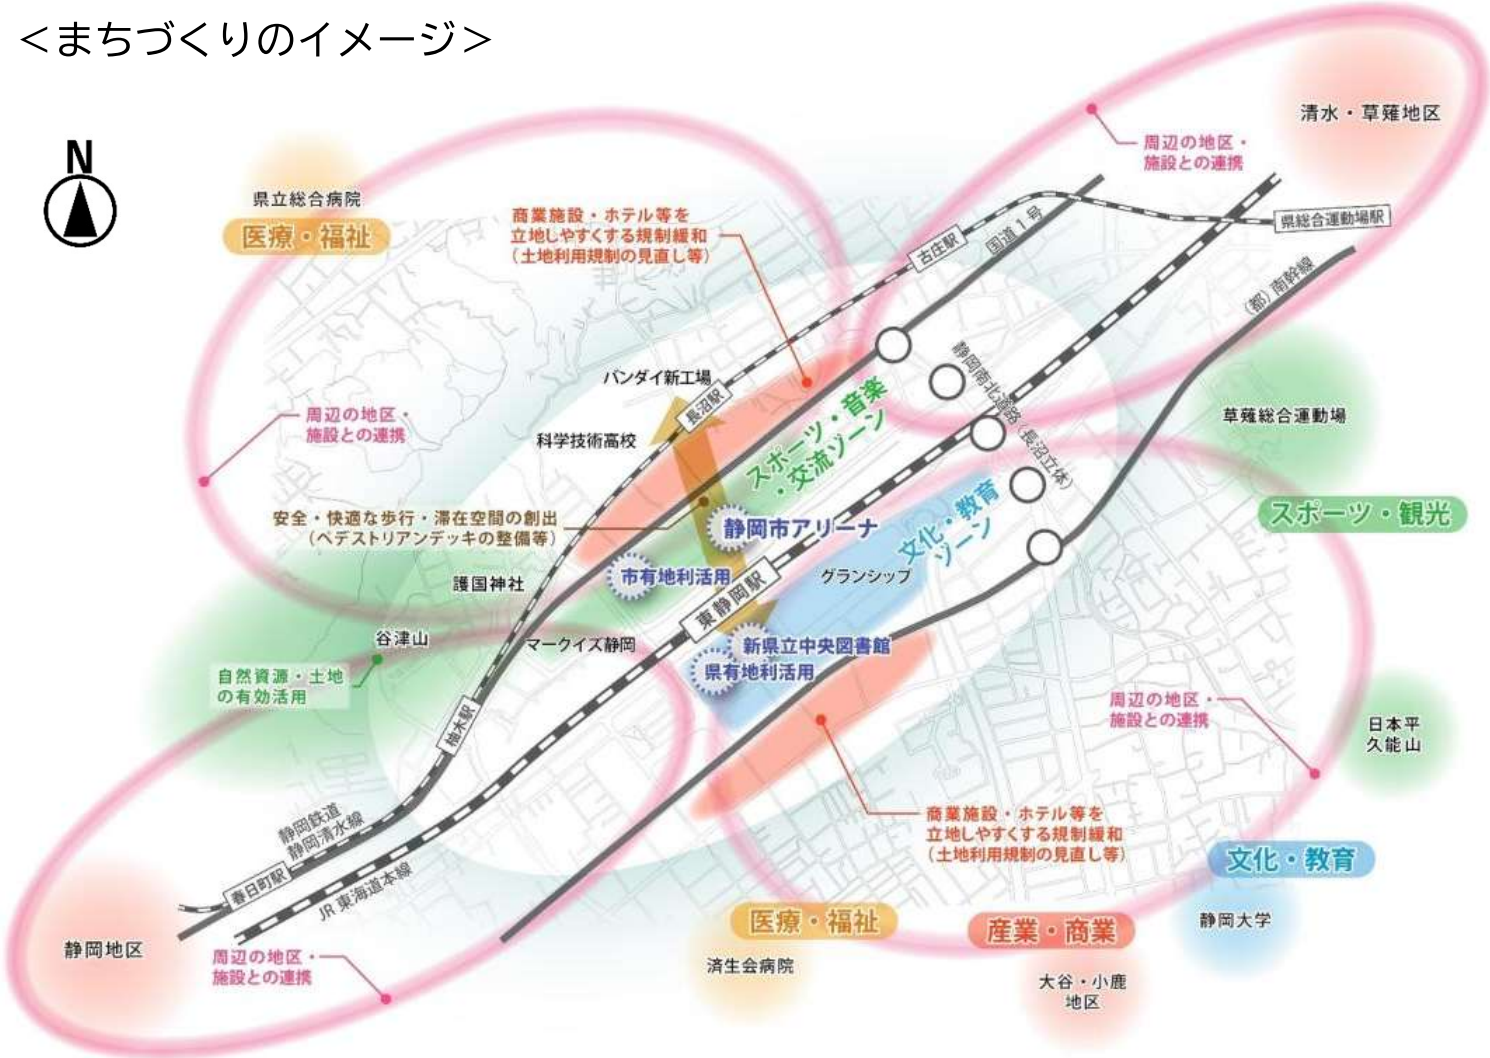 ＜まちづくりのイメージ＞
N
清水・草薙地区
周辺の地区・
施設との連携
県立総合病院
医療・福祉
商業施設・ホテル等を
立地しやすくする規制緩和
（土地利用規制の見直し等）
県総合運動場駅
国道1号
古庄駅
（都）南幹線
静岡南北道路（長沼立体）
バンダイ新工場
長沼駅
スポーツ・音楽
・交流ゾーン
周辺の地区・
施設との連携
科学技術高校
草薙総合運動場
スポーツ・観光
安全・快適な歩行・滞在空間の創出
（ペデストリアンデッキの整備等）
静岡市アリーナ
文化・教育
ゾーン
市有地利活用
グランシップ
護国神社
東静岡駅
谷津山
マークイズ静岡
新県立中央図書館
県有地利活用
自然資源・土地
の有効活用
柚木駅
周辺の地区・
施設との連携
日本平
久能山
静岡鉄道
静岡清水線
商業施設・ホテル等を
立地しやすくする規制緩和
（土地利用規制の見直し等）
文化・教育
春日町駅
JR東海道本線
静岡大学
医療・福祉
産業・商業
静岡地区
周辺の地区・
施設との連携
済生会病院
大谷・小鹿
地区